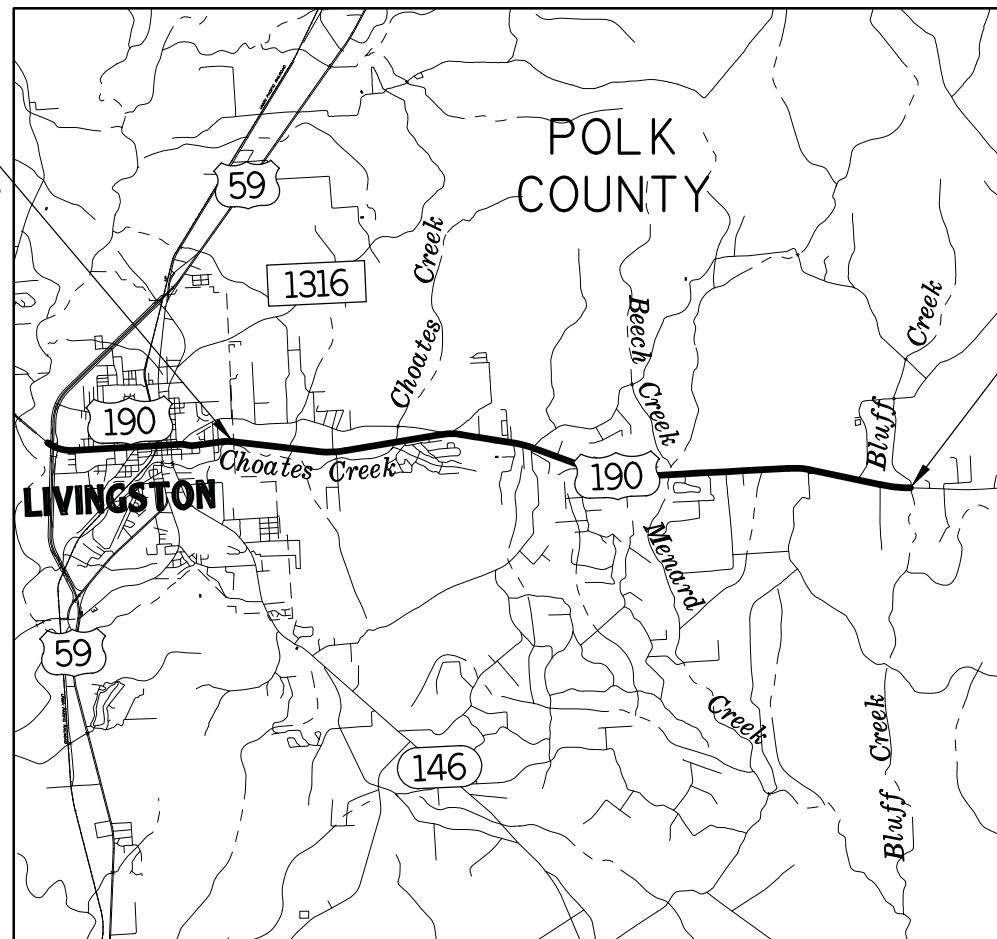 POLK
COUNTY
59
1316
Choates Creek
Beech Creek
Bluff Creek
190
Choates Creek
190
LIVINGSTON
Menard Creek
59
146
Bluff Creek